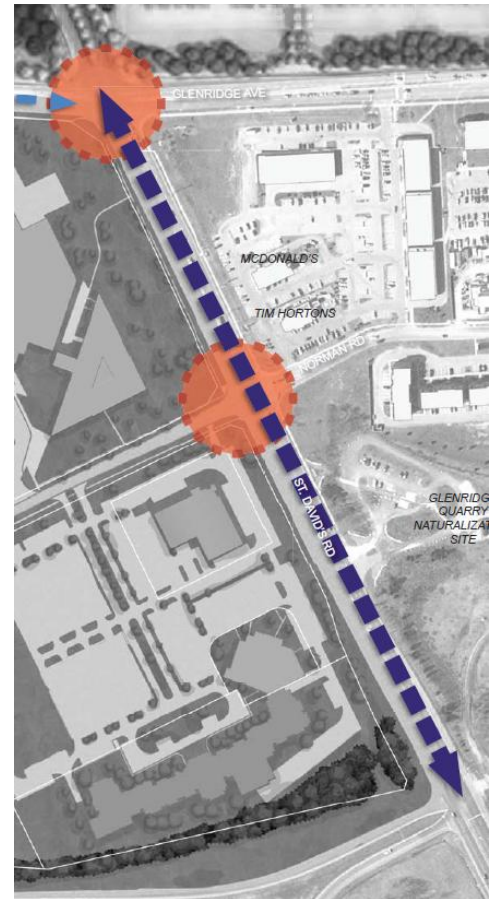 GLENRIDGE AVE
MCDONALD'S
TIM HORTONS
NORMAN RD
ST. DAVID'S RD
GLENRIDG
QUARRY
NATURALIZAT
SITE